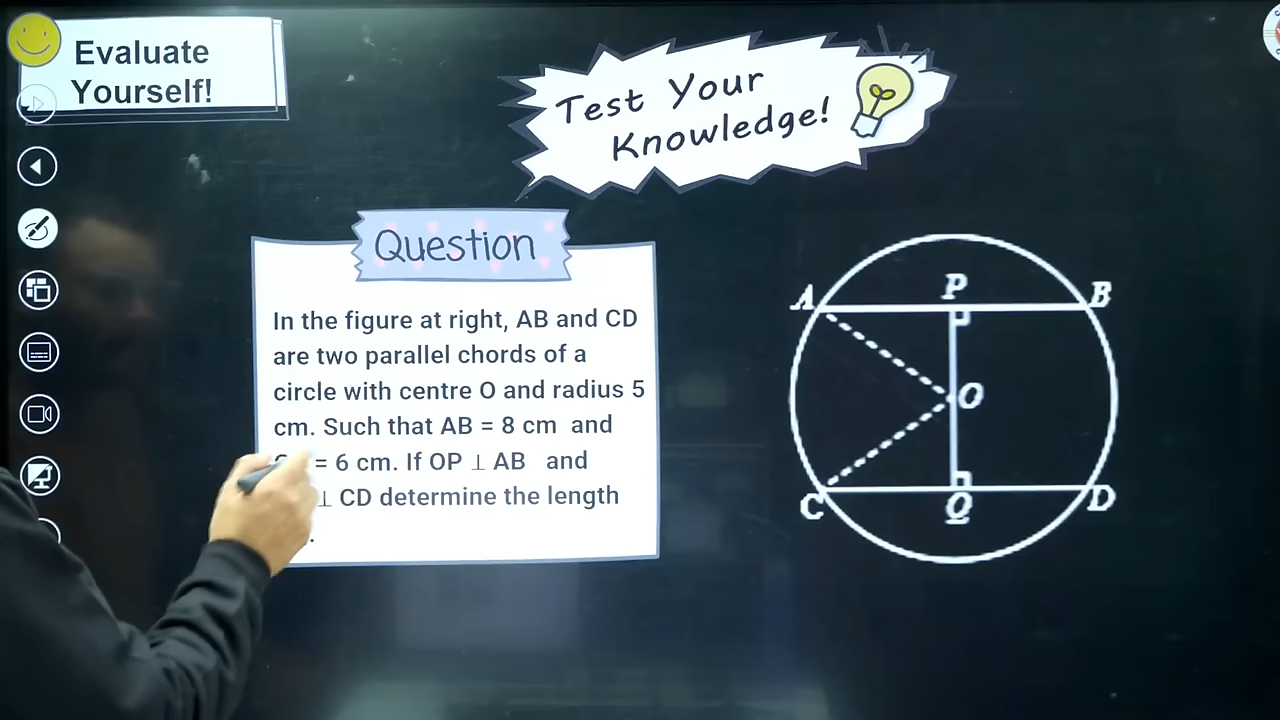 Evaluate
Yourself!
Test Your
Knowledge!
Question
In the figure at right, AB and CD
are two parallel chords of a
circle with centre O and radius 5
cm. Such that AB = 8 cm and
= 6 cm. If OP ⊥ AB and
⊥ CD determine the length
.
A
P
B
O
C
Q
D